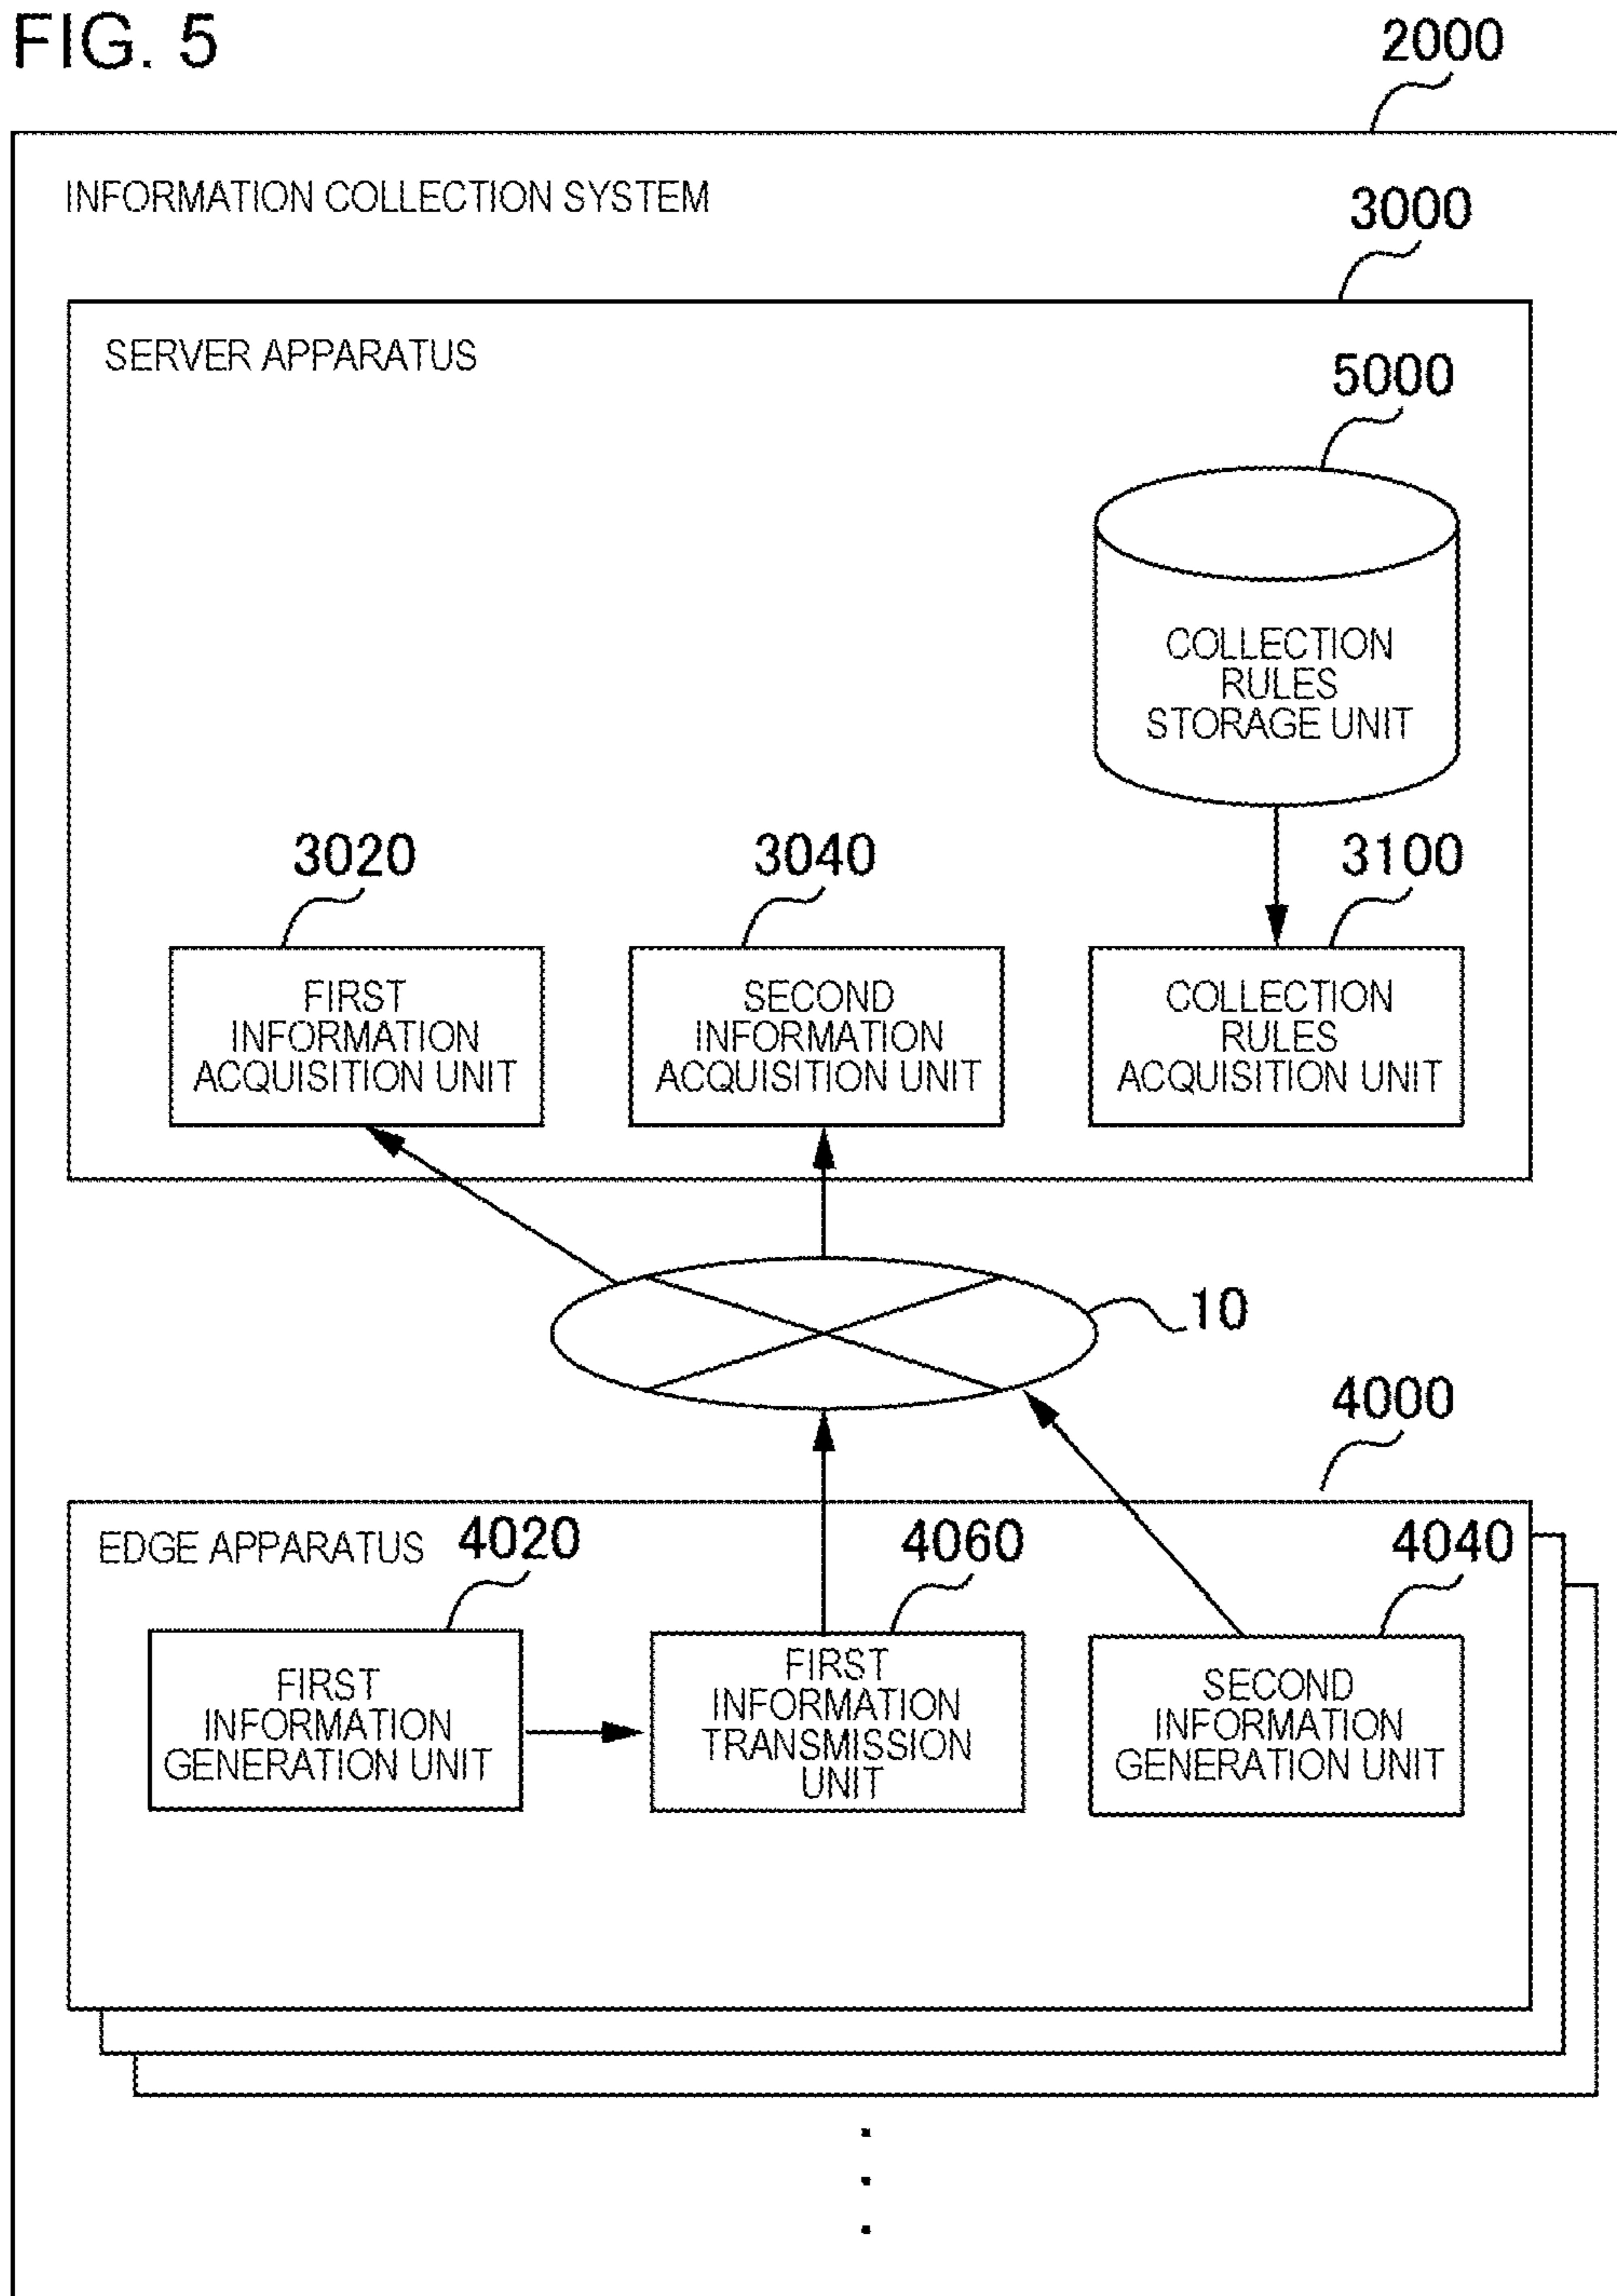 FIG. 5
2000
INFORMATION COLLECTION SYSTEM
3000
SERVER APPARATUS
5000
COLLECTION
RULES
STORAGE UNIT
3020
3040
3100
FIRST
INFORMATION
ACQUISITION UNIT
SECOND
INFORMATION
ACQUISITION UNIT
COLLECTION
RULES
ACQUISITION UNIT
10
4000
EDGE APPARATUS
4020
4060
4040
FIRST
INFORMATION
GENERATION UNIT
FIRST
INFORMATION
TRANSMISSION
UNIT
SECOND
INFORMATION
GENERATION UNIT